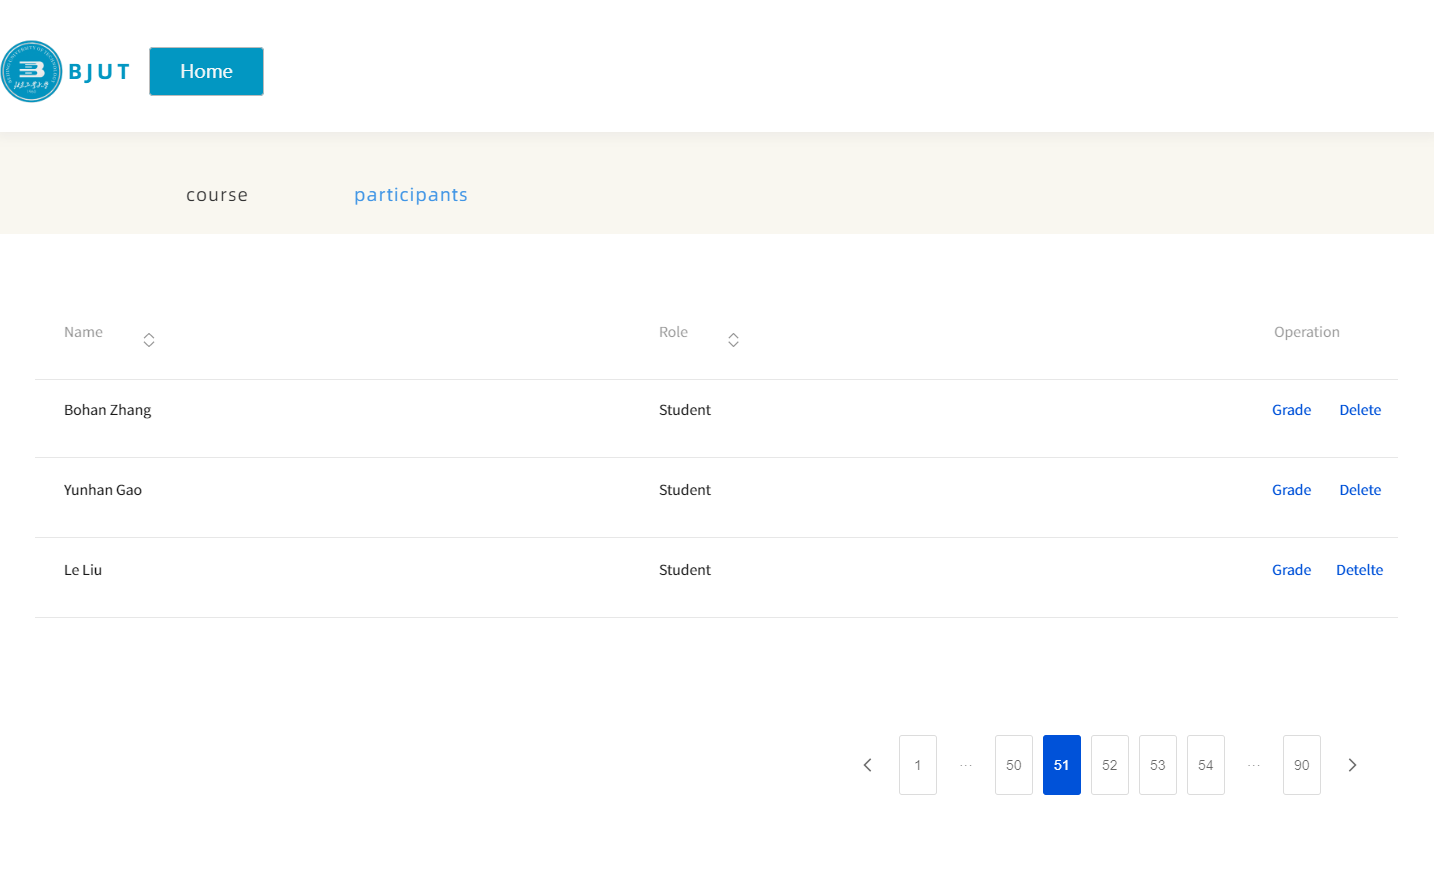 BJUT Home
course participants
Name Role Operation
Bohan Zhang Student Grade Delete
Yunhan Gao Student Grade Delete
Le Liu Student Grade Detelte
1 ... 50 51 52 53 54 ... 90